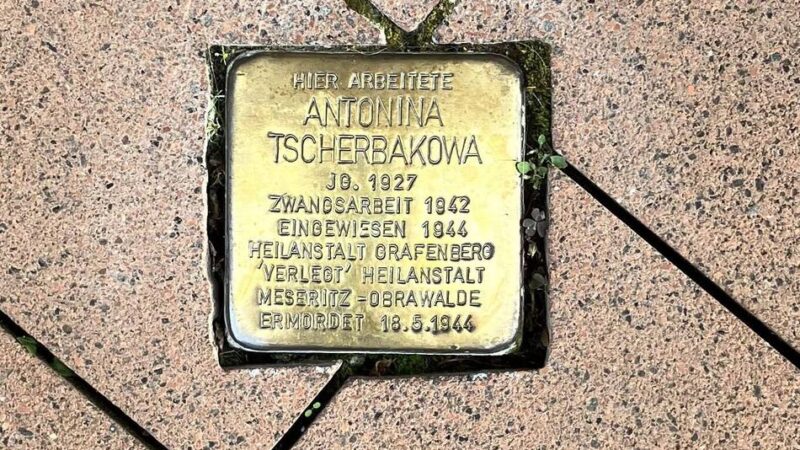 HIER ARBEITETE
ANTONINA
TSCHERBAKOWA
JG. 1927
ZWANGSARBEIT 1942
EINGEWIESEN 1944
HEILANSTALT GRAFENBERG
'VERLEGT' HEILANSTALT
MESERITZ-OBRAWALDE
ERMORDET 18.5.1944